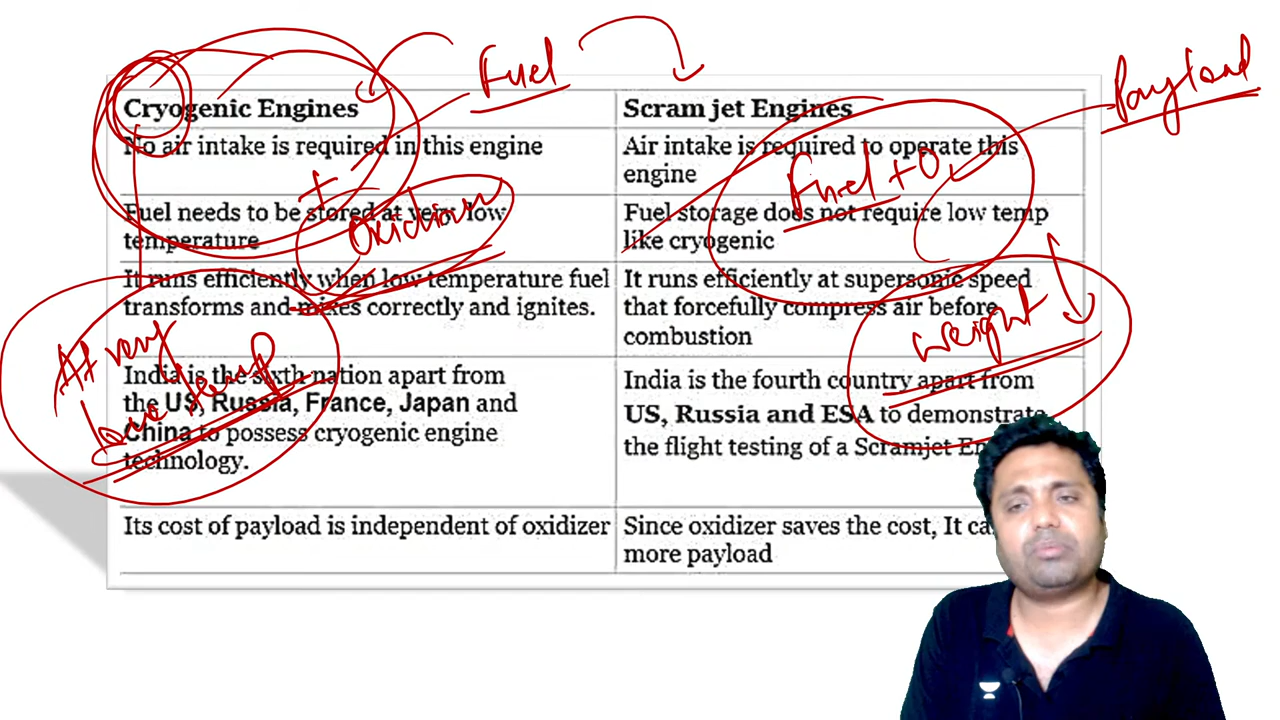 Fuel
Payload
Cryogenic Engines
Scram jet Engines
No air intake is required in this engine
Air intake is required to operate this
engine
Fuel + O2
Oxidiser
Fuel needs to be stored at very low
temperature
Fuel storage does not require low temp
like cryogenic
It runs efficiently when low temperature fuel
transforms and mixes correctly and ignites.
It runs efficiently at supersonic speed
that forcefully compress air before
combustion
weight ↓
At very
low temp
India is the sixth nation apart from
the US, Russia, France, Japan and
China to possess cryogenic engine
technology.
India is the fourth country apart from
US, Russia and ESA to demonstrate
the flight testing of a Scramjet En
Its cost of payload is independent of oxidizer
Since oxidizer saves the cost, It ca
more payload